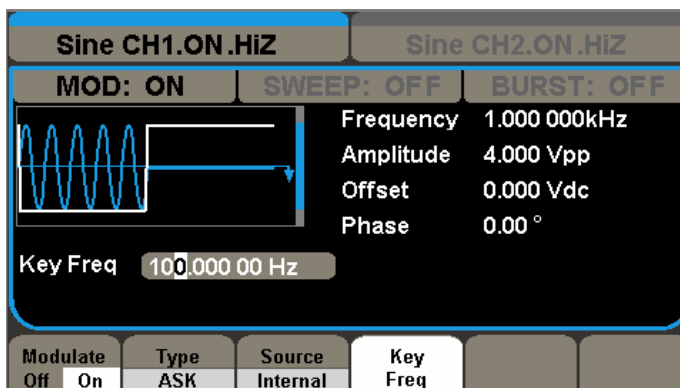 Sine CH1.ON.HiZ
Sine CH2.ON.HiZ
MOD: ON
SWEEP: OFF
BURST: OFF
Frequency 1.000 000kHz
Amplitude 4.000 Vpp
Offset 0.000 Vdc
Phase 0.00 °
Key Freq 100.000 00 Hz
Modulate
Off On
Type
ASK
Source
Internal
Key
Freq